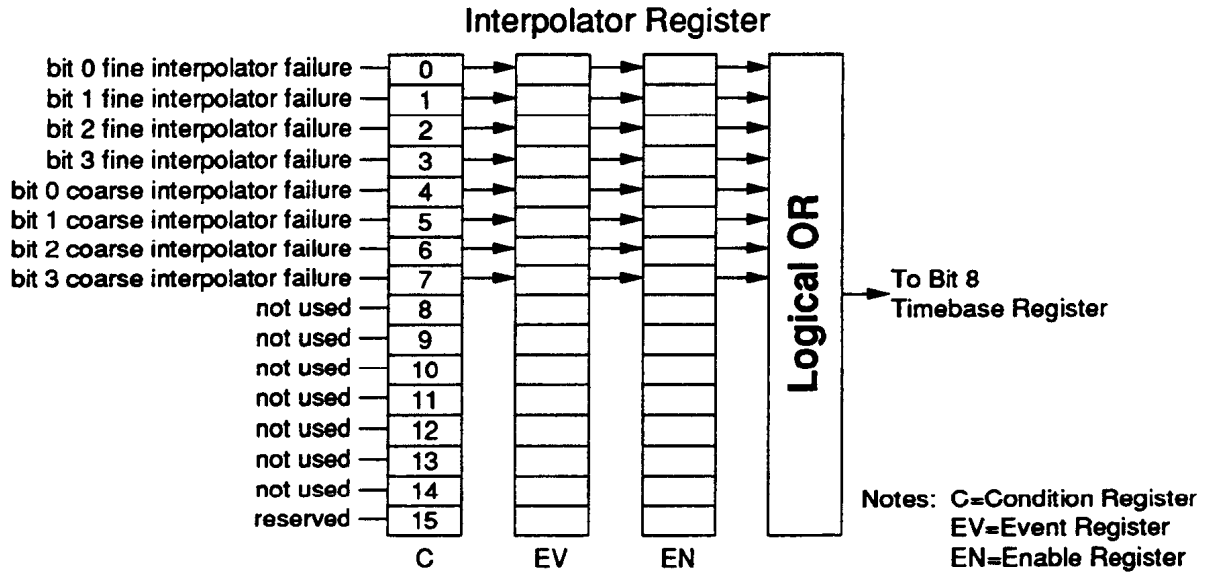 Interpolator Register
bit 0 fine interpolator failure 0
bit 1 fine interpolator failure 1
bit 2 fine interpolator failure 2
bit 3 fine interpolator failure 3
bit 0 coarse interpolator failure 4
bit 1 coarse interpolator failure 5
bit 2 coarse interpolator failure 6
bit 3 coarse interpolator failure 7
not used 8
not used 9
not used 10
not used 11
not used 12
not used 13
not used 14
reserved 15
C EV EN
Logical OR
To Bit 8
Timebase Register
Notes: C=Condition Register
EV=Event Register
EN=Enable Register